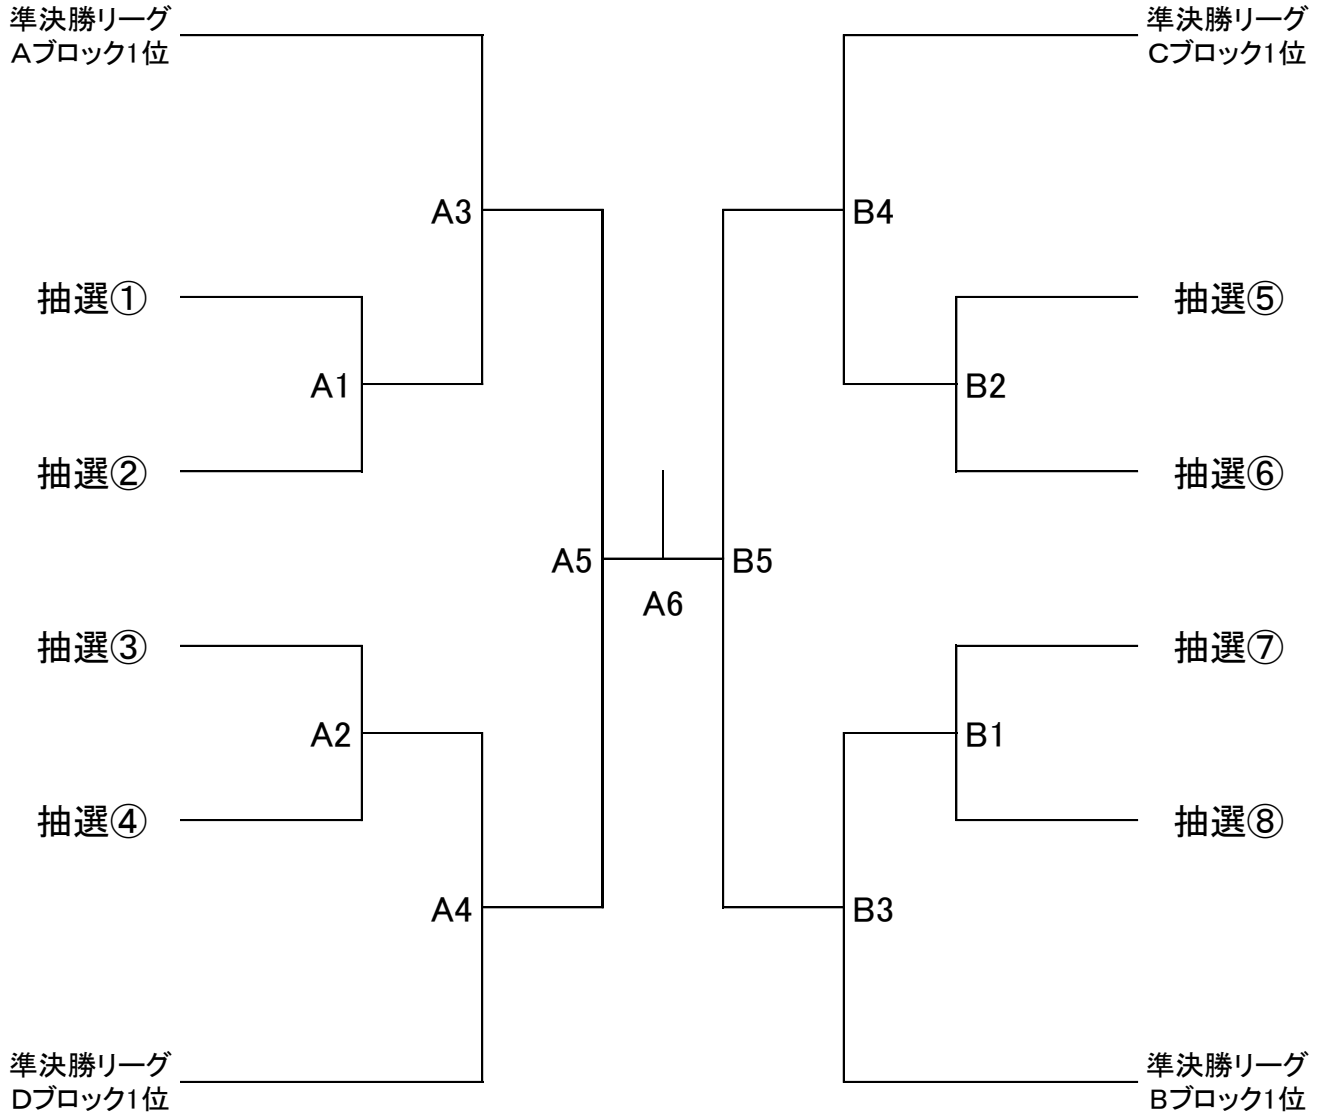 準決勝リーグ
Aブロック1位
準決勝リーグ
Cブロック1位
A3
B4
抽選①
抽選⑤
A1
B2
抽選②
抽選⑥
A5
B5
A6
抽選③
抽選⑦
A2
B1
抽選④
抽選⑧
A4
B3
準決勝リーグ
Dブロック1位
準決勝リーグ
Bブロック1位